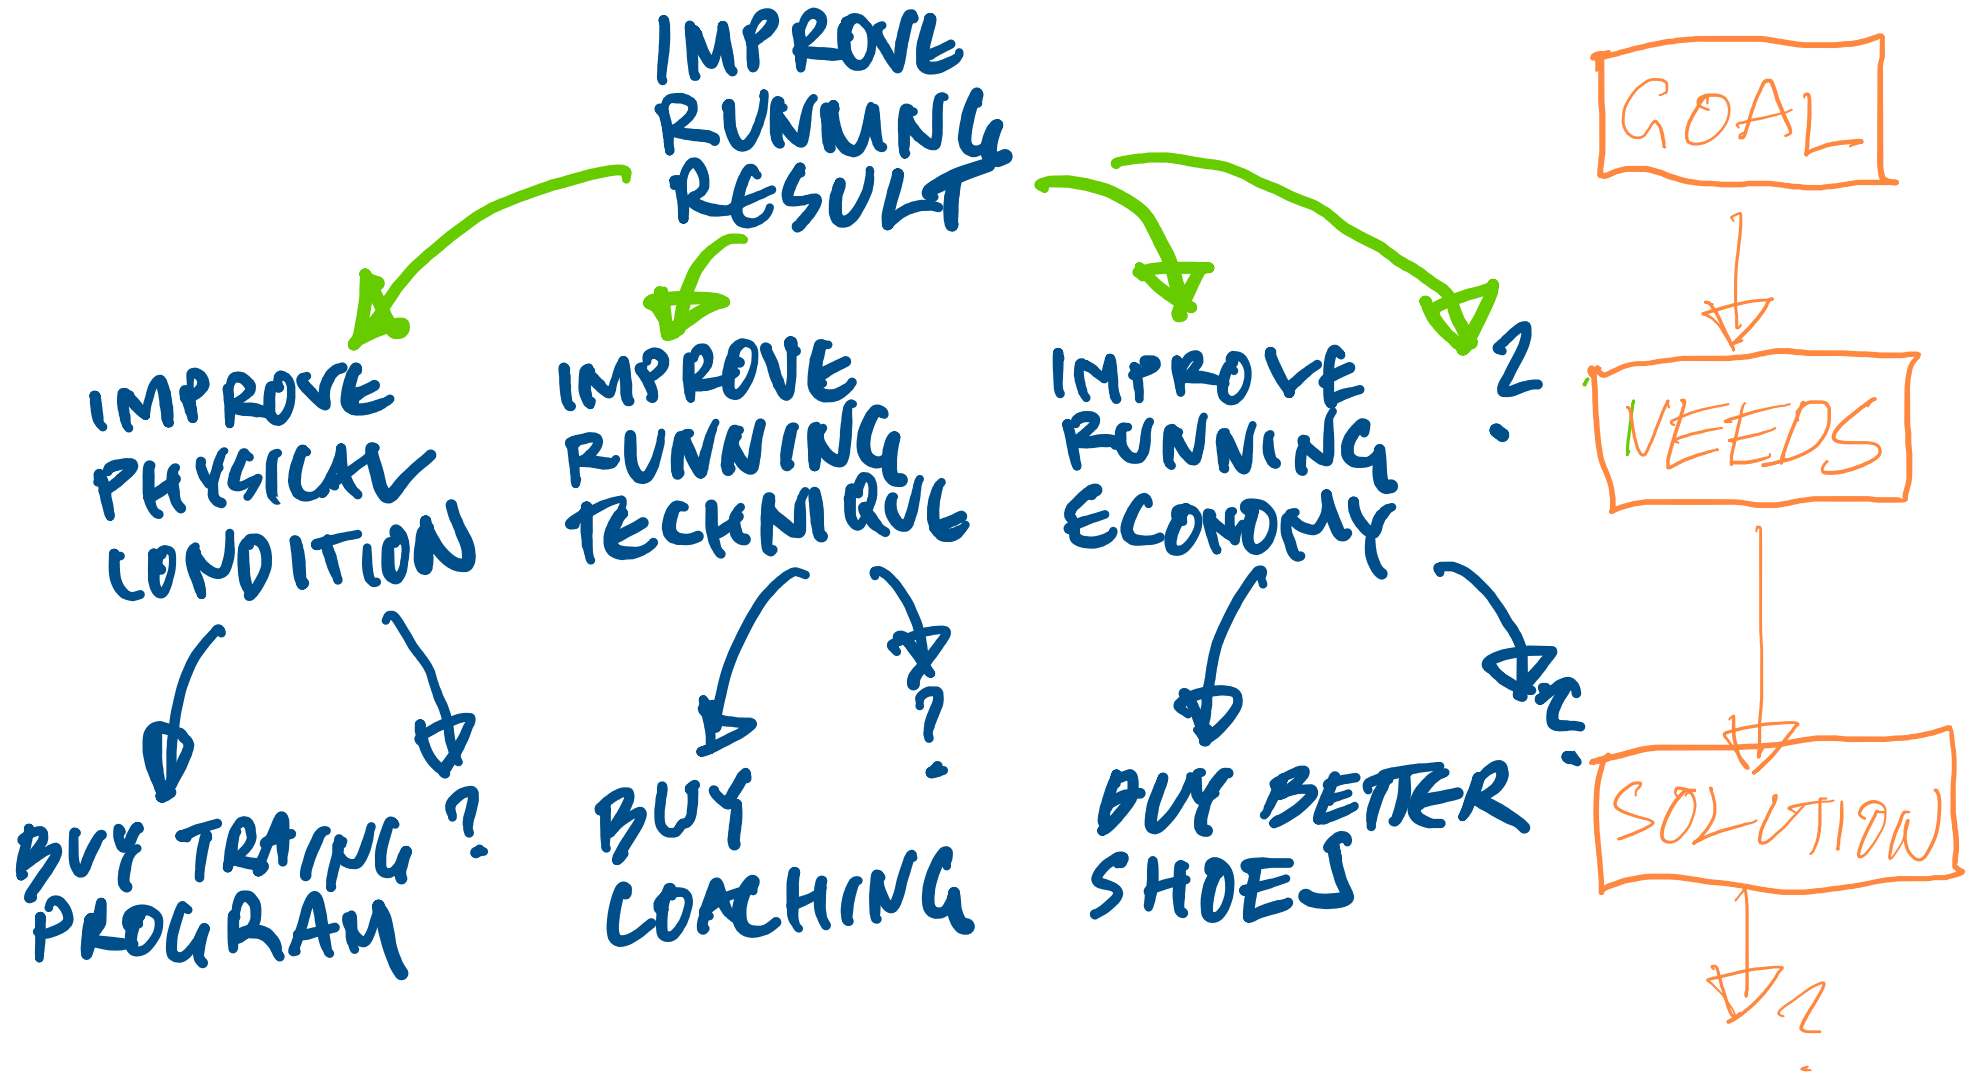 IMPROVE
RUNNING
RESULT
GOAL
IMPROVE
PHYSICAL
CONDITION
IMPROVE
RUNNING
TECHNIQUE
IMPROVE
RUNNING
ECONOMY
?
NEEDS
BUY TRAING
PROGRAM
?
BUY
COACHING
?
BUY BETTER
SHOES
?
SOLUTION
?